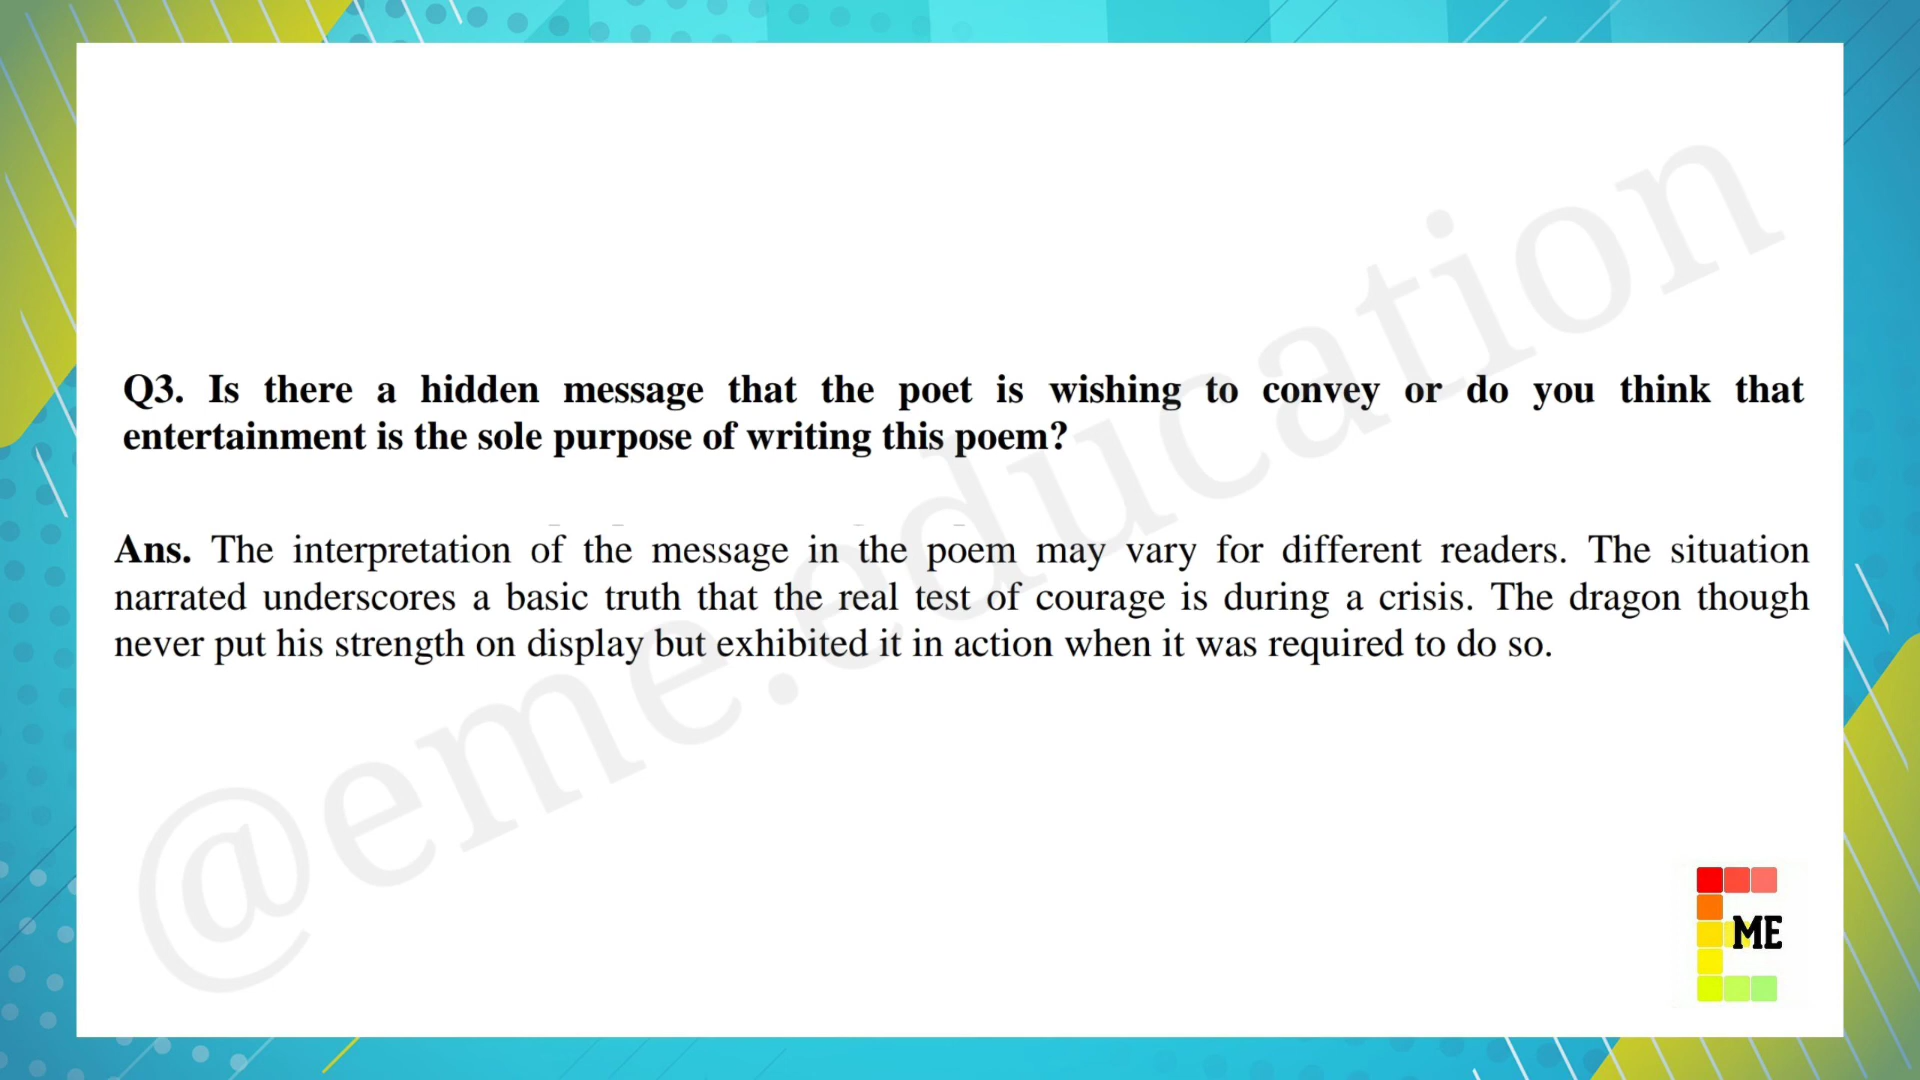 Q3. Is there a hidden message that the poet is wishing to convey or do you think that
entertainment is the sole purpose of writing this poem?
Ans. The interpretation of the message in the poem may vary for different readers. The situation
narrated underscores a basic truth that the real test of courage is during a crisis. The dragon though
never put his strength on display but exhibited it in action when it was required to do so.
@eme.education
ME